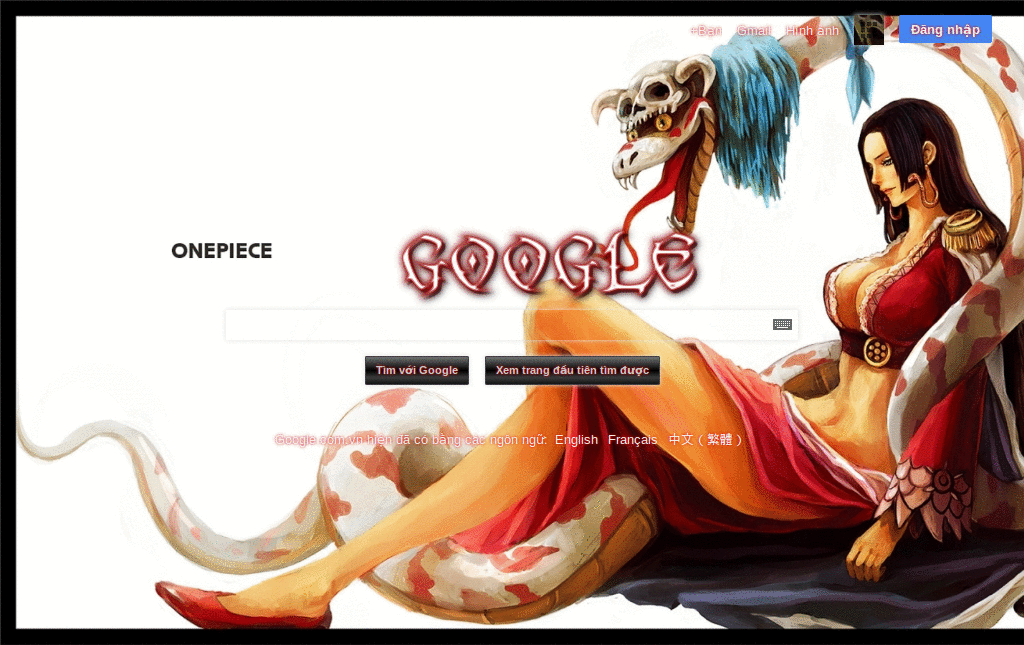 +Bạn Gmail Hình ảnh Đăng nhập
ONEPIECE
GOOGLE
Tìm với Google Xem trang đầu tiên tìm được
Google.com.vn hiện đã có bằng các ngôn ngữ: English Français 中文 ( 繁體 )